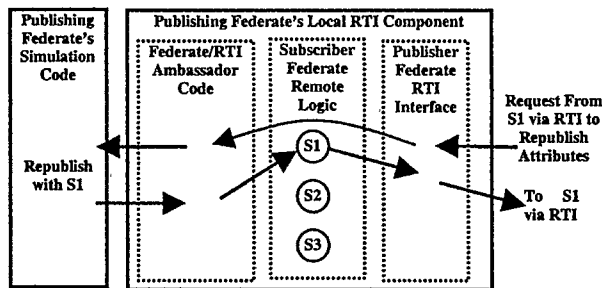 Publishing
Federate's
Simulation
Code
Republish
with S1
Publishing Federate's Local RTI Component
Federate/RTI
Ambassador
Code
Subscriber
Federate
Remote
Logic
S1
S2
S3
Publisher
Federate
RTI
Interface
Request From
S1 via RTI to
Republish
Attributes
To S1
via RTI